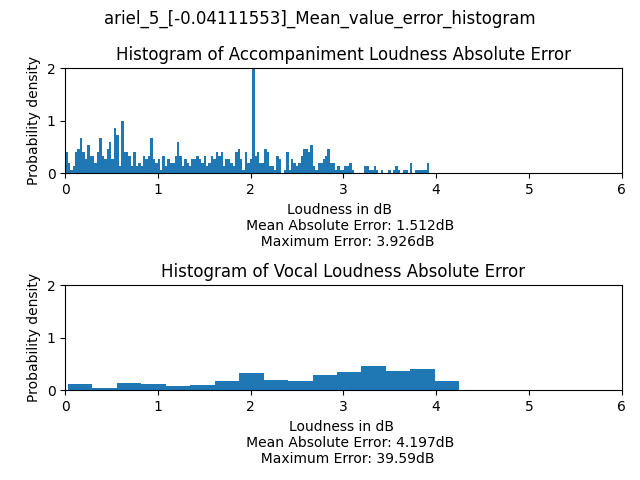 ariel_5_[-0.04111553]_Mean_value_error_histogram
Histogram of Accompaniment Loudness Absolute Error
Probability density
2
1
0
0 1 2 3 4 5 6
Loudness in dB
Mean Absolute Error: 1.512dB
Maximum Error: 3.926dB
Histogram of Vocal Loudness Absolute Error
Probability density
2
1
0
0 1 2 3 4 5 6
Loudness in dB
Mean Absolute Error: 4.197dB
Maximum Error: 39.59dB